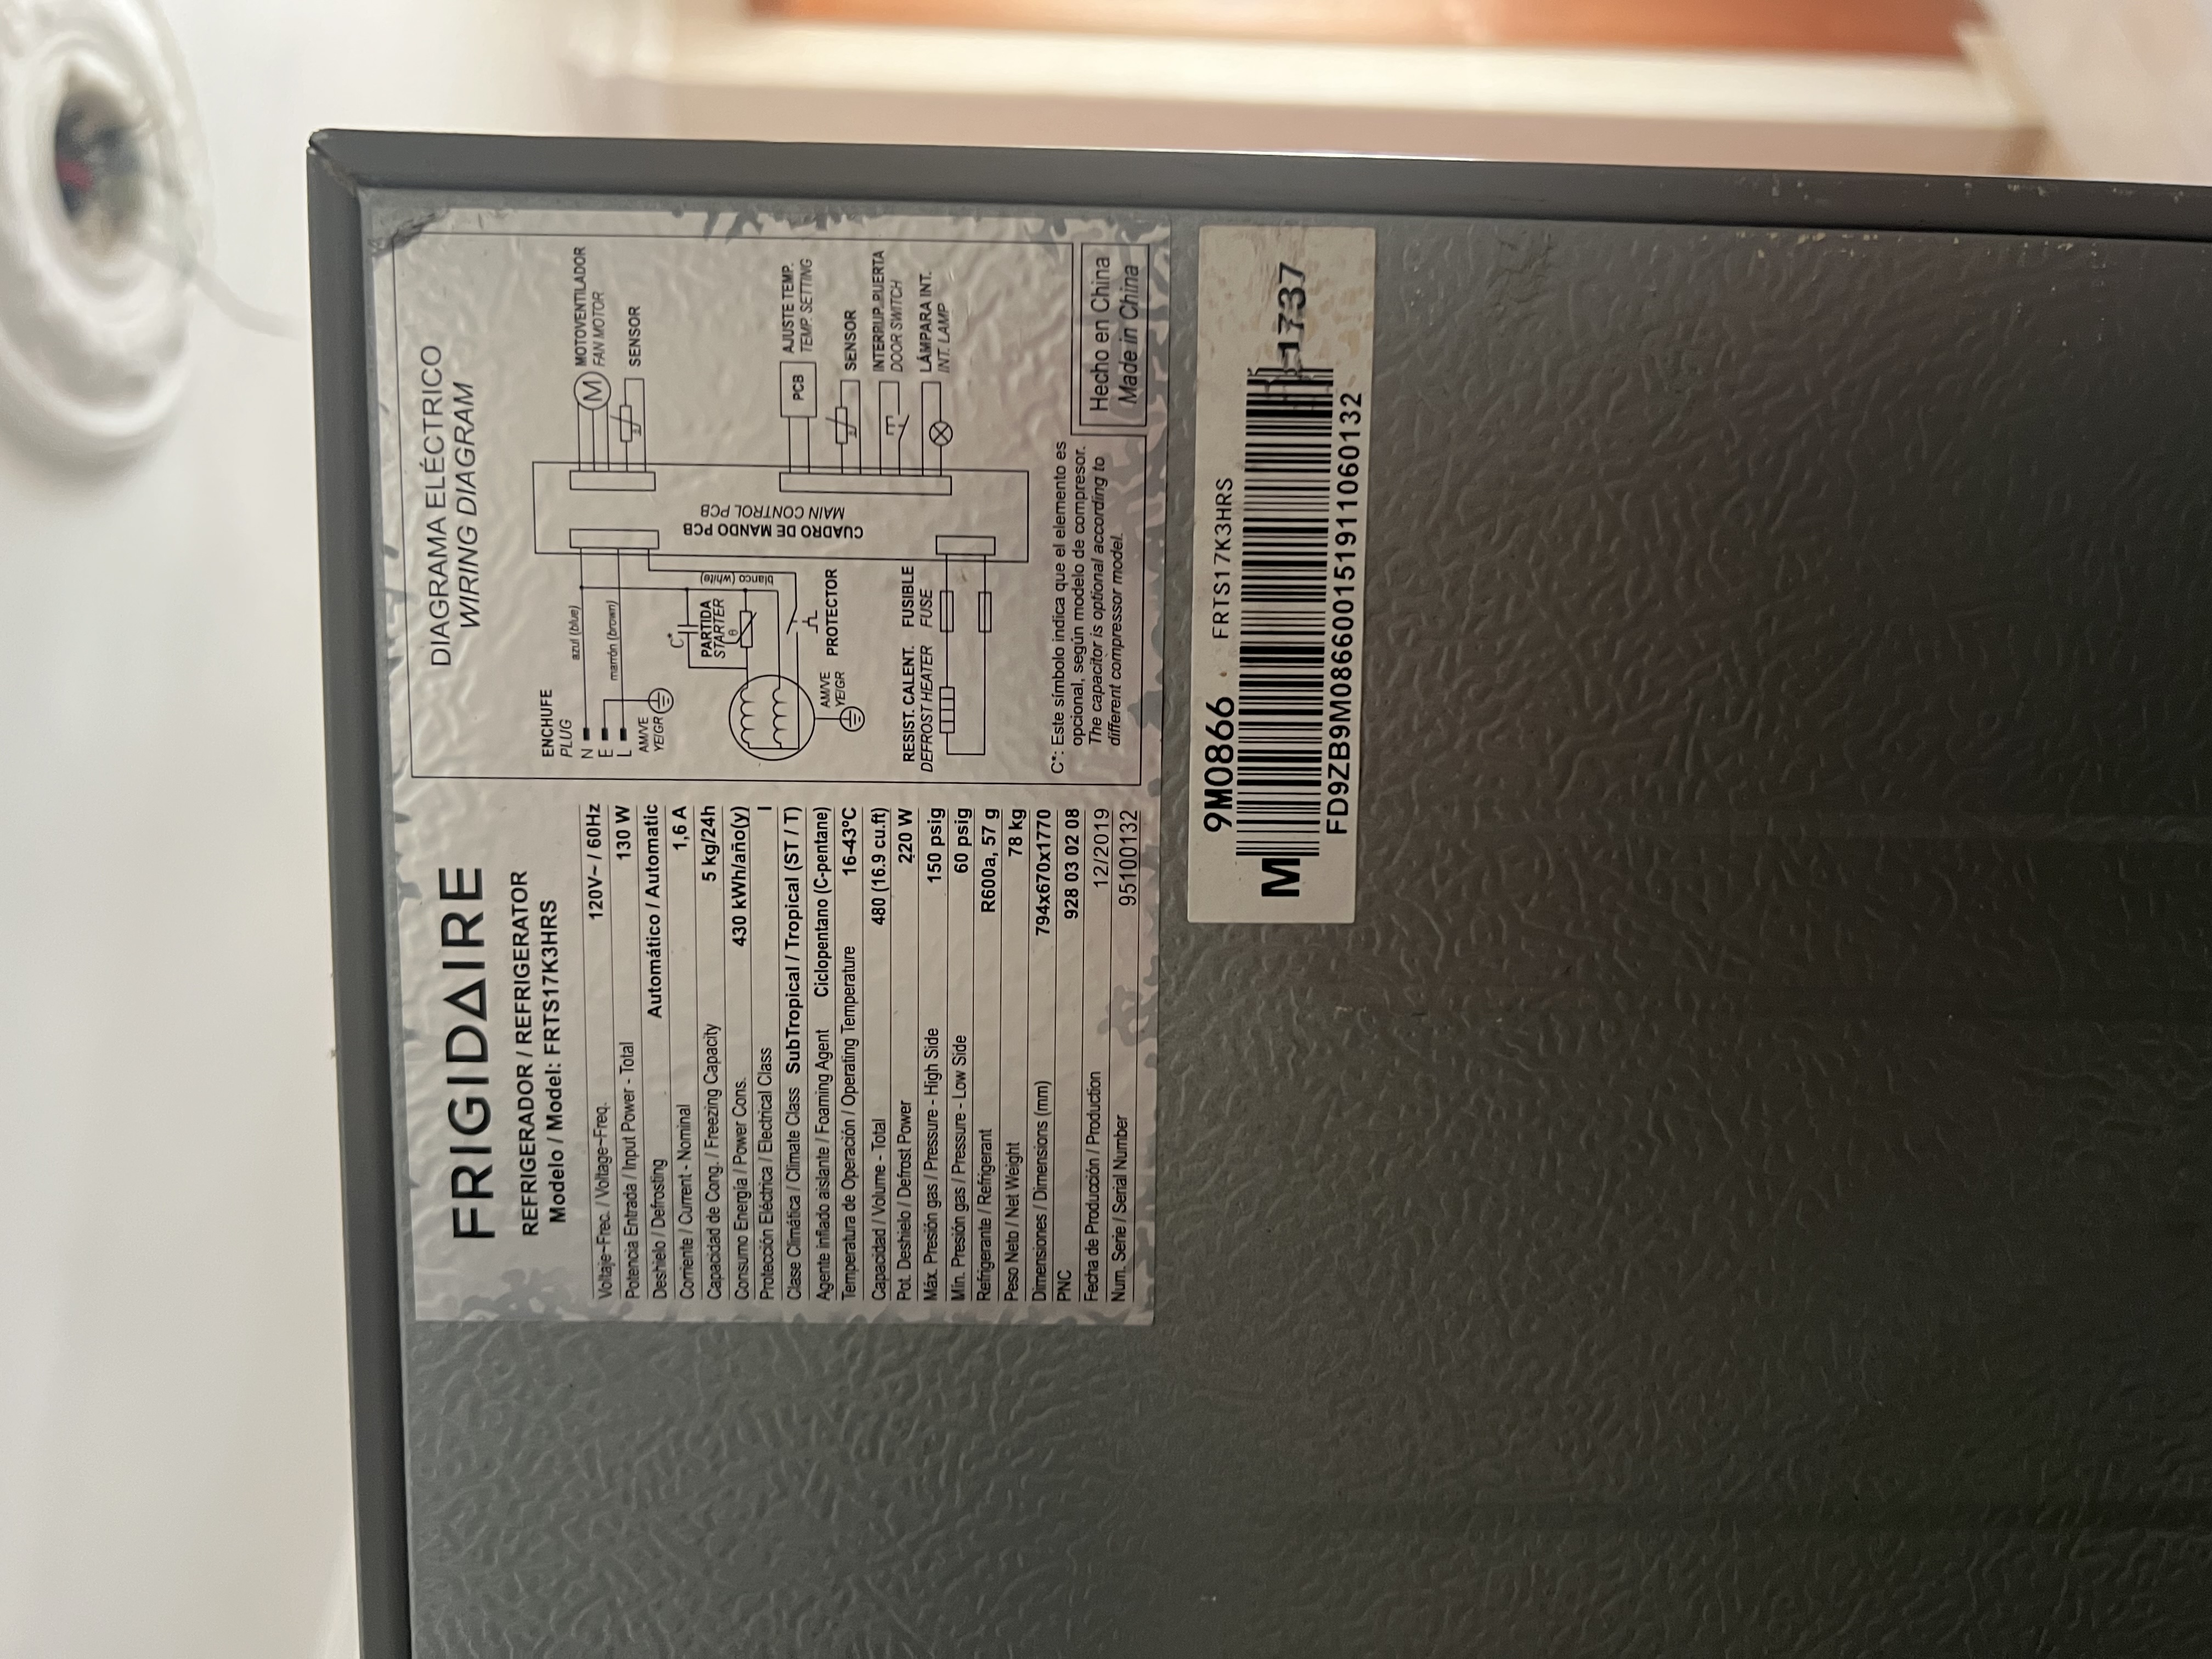 FRIGIDAIRE
REFRIGERADOR / REFRIGERATOR
Modelo / Model: FRTS17K3HRS
Voltaje~Frec. / Voltage~Freq. 120V~ / 60Hz
Potencia Entrada / Input Power - Total 130 W
Deshielo / Defrosting Automático / Automatic
Corriente / Current - Nominal 1,6 A
Capacidad de Cong. / Freezing Capacity 5 kg/24h
Consumo Energía / Power Cons. 430 kWh/año(y)
Protección Eléctrica / Electrical Class I
Clase Climática / Climate Class SubTropical / Tropical (ST / T)
Agente inflado aislante / Foaming Agent Ciclopentano (C-pentane)
Temperatura de Operación / Operating Temperature 16-43ºC
Capacidad / Volume - Total 480 (16.9 cu.ft)
Pot. Deshielo / Defrost Power 220 W
Máx. Presión gas / Pressure - High Side 150 psig
Mín. Presión gas / Pressure - Low Side 60 psig
Refrigerante / Refrigerant R600a, 57 g
Peso Neto / Net Weight 78 kg
Dimensiones / Dimensions (mm) 794x670x1770
PNC 928 03 02 08
Fecha de Producción / Production 12/2019
Num. Serie / Serial Number 95100132
DIAGRAMA ELÉCTRICO
WIRING DIAGRAM
ENCHUFE
PLUG
N
E
L
AM/VE
YE/GR
azul (blue)
marrón (brown)
C*
PARTIDA
STARTER
θ
blanco (white)
AM/VE
YE/GR
PROTECTOR
RESIST. CALENT.
DEFROST HEATER
FUSIBLE
FUSE
CUADRO DE MANDO PCB
MAIN CONTROL PCB
M
MOTOVENTILADOR
FAN MOTOR
SENSOR
PCB
AJUSTE TEMP.
TEMP. SETTING
SENSOR
INTERRUP. PUERTA
DOOR SWITCH
LÁMPARA INT.
INT. LAMP
C*: Este símbolo indica que el elemento es
opcional, según modelo de compresor.
The capacitor is optional according to
different compressor model.
Hecho en China
Made in China
9M0866 FRTS17K3HRS
M
1737
FD9ZB9M0866001519110601​32